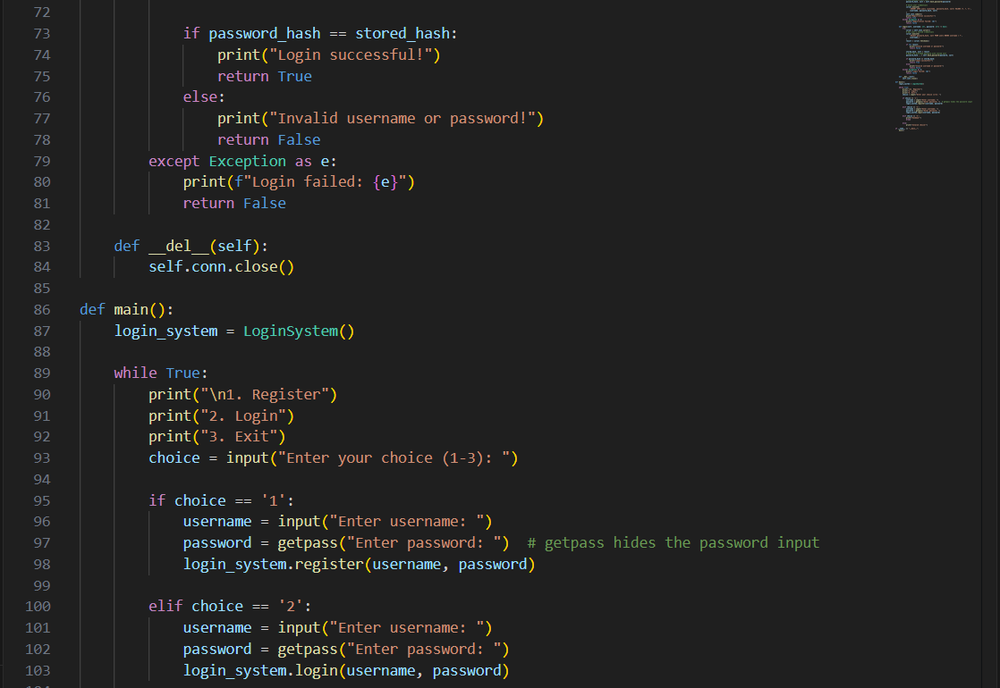 72
73 if password_hash == stored_hash:
74 print("Login successful!")
75 return True
76 else:
77 print("Invalid username or password!")
78 return False
79 except Exception as e:
80 print(f"Login failed: {e}")
81 return False
82
83 def __del__(self):
84 self.conn.close()
85
86 def main():
87 login_system = LoginSystem()
88
89 while True:
90 print("\n1. Register")
91 print("2. Login")
92 print("3. Exit")
93 choice = input("Enter your choice (1-3): ")
94
95 if choice == '1':
96 username = input("Enter username: ")
97 password = getpass("Enter password: ")  # getpass hides the password input
98 login_system.register(username, password)
99
100 elif choice == '2':
101 username = input("Enter username: ")
102 password = getpass("Enter password: ")
103 login_system.login(username, password)